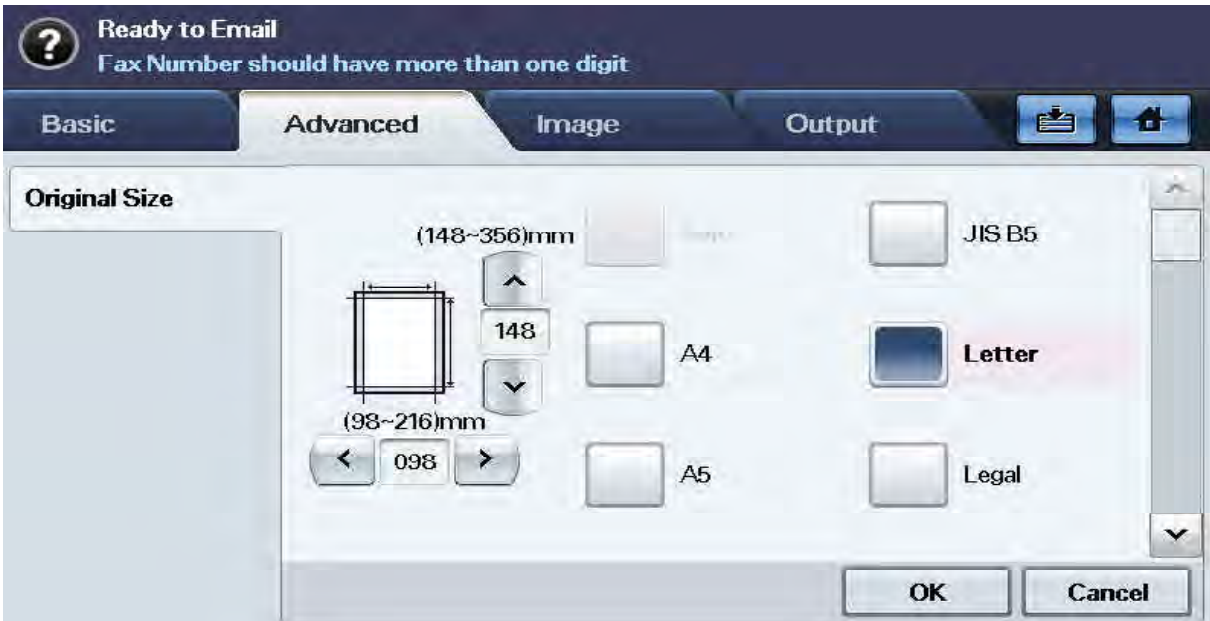 Ready to Email
Fax Number should have more than one digit
Basic Advanced Image Output
Original Size
(148~356)mm
148
(98~216)mm
098
A4
A5
JIS B5
Letter
Legal
OK Cancel